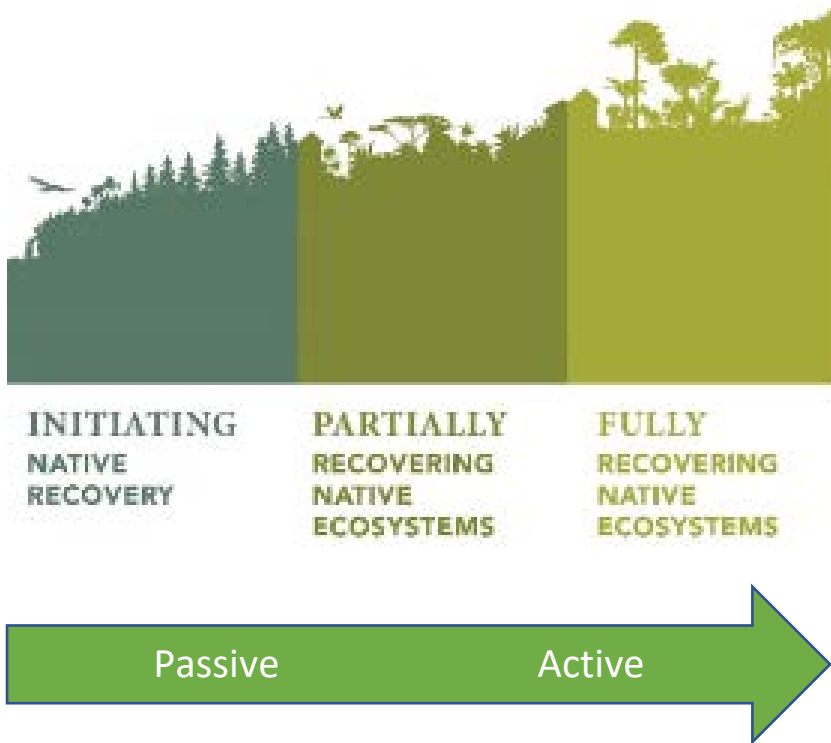 INITIATING
NATIVE
RECOVERY
PARTIALLY
RECOVERING
NATIVE
ECOSYSTEMS
FULLY
RECOVERING
NATIVE
ECOSYSTEMS
Passive
Active